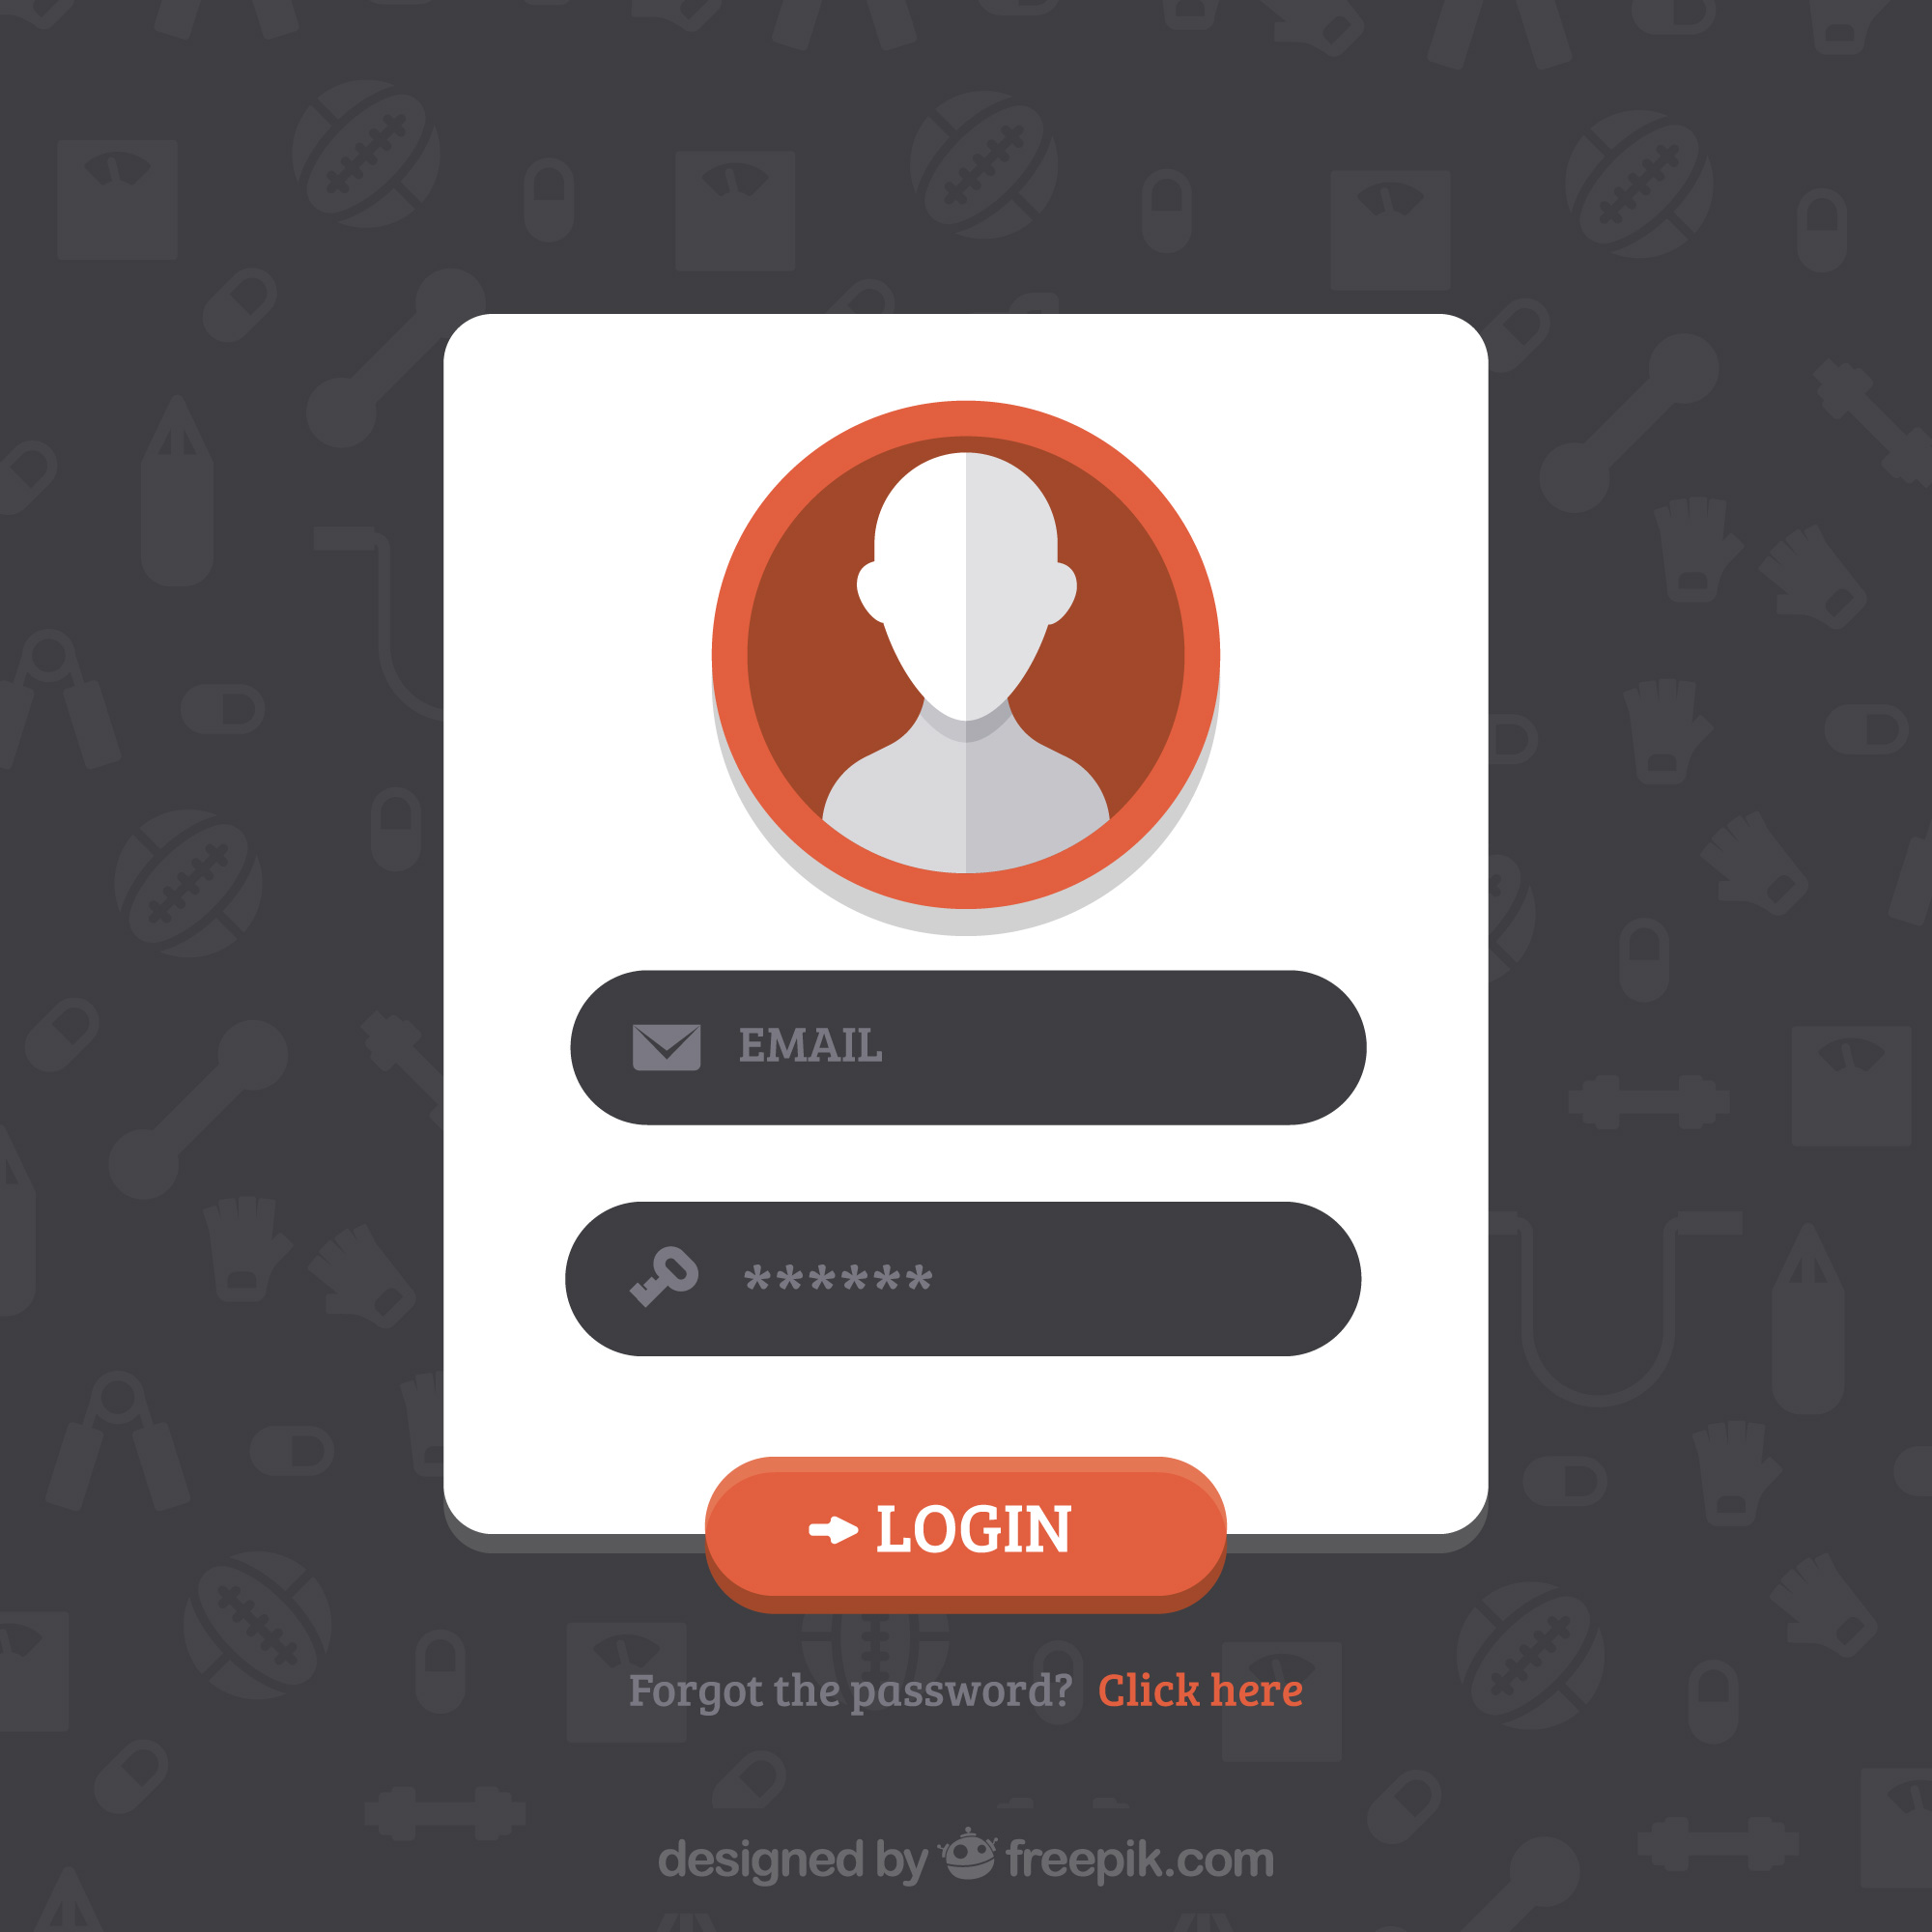 EMAIL
******
LOGIN
Forgot the password? Click here
designed by freepik.com